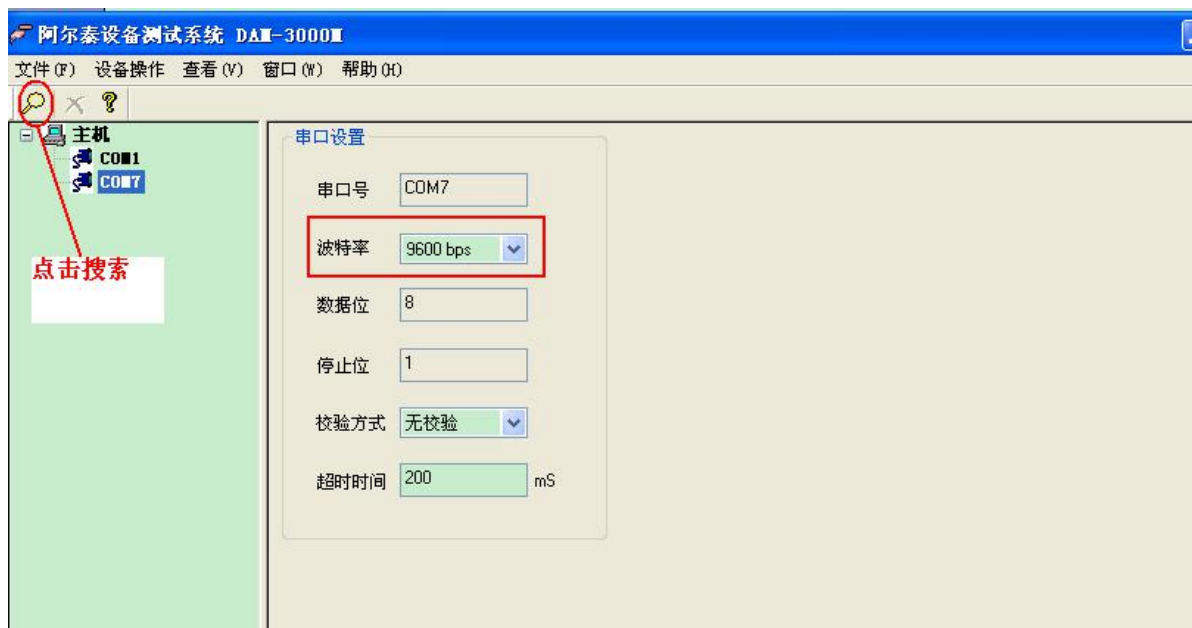 阿尔泰设备测试系统 DAM-3000M
文件(F) 设备操作 查看(V) 窗口(W) 帮助(H)
主机
COM1
COM7
点击搜索
串口设置
串口号 COM7
波特率 9600 bps
数据位 8
停止位 1
校验方式 无校验
超时时间 200 mS